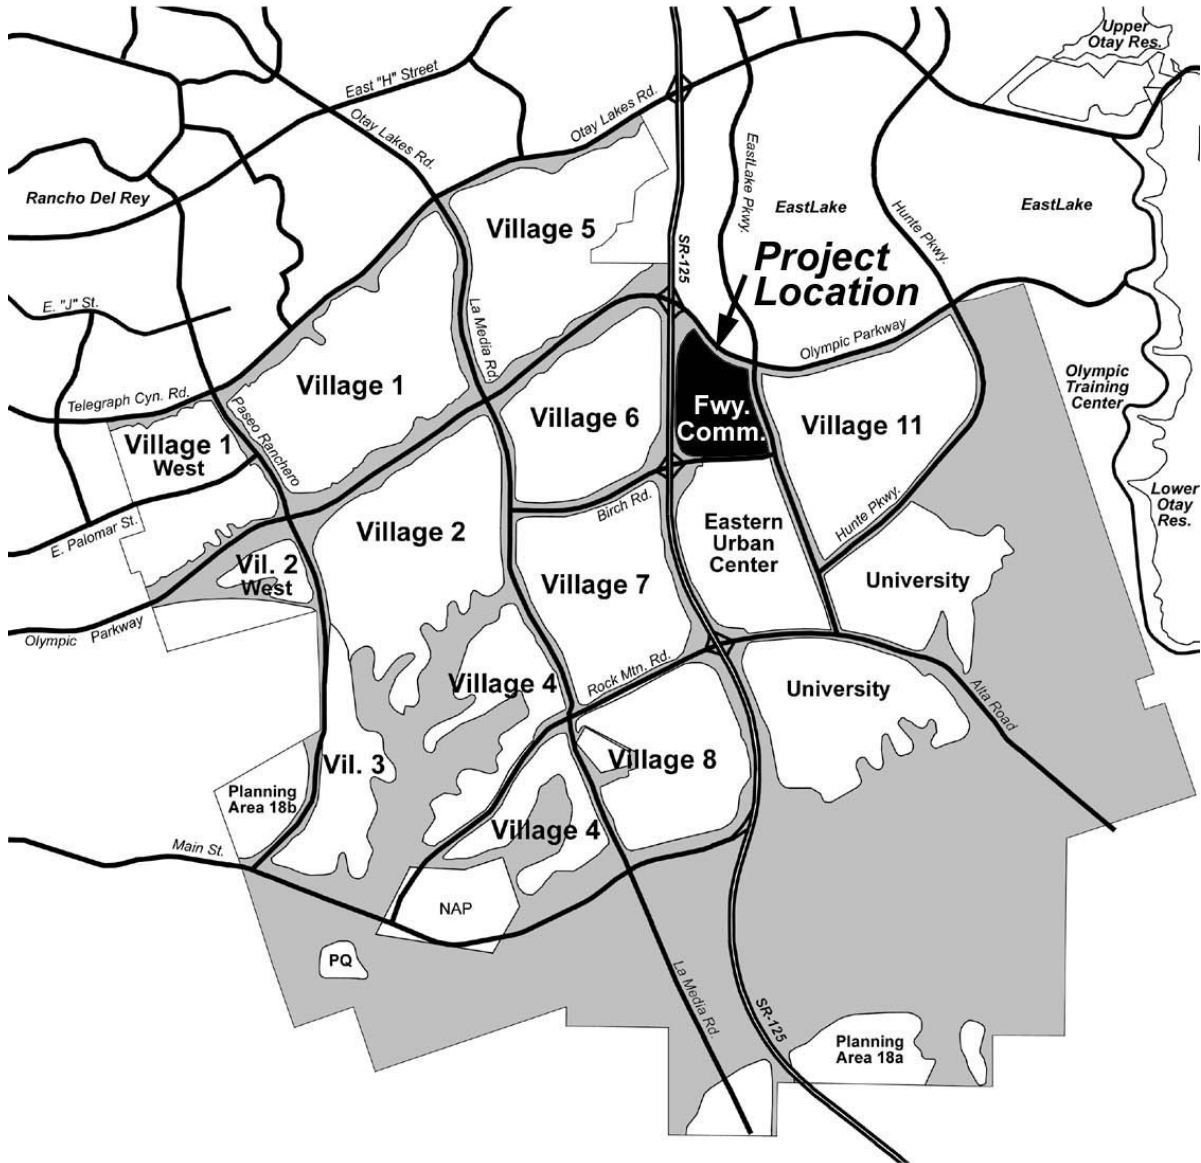 Upper
Otay Res.
East "H" Street
Otay Lakes Rd.
Otay Lakes Rd.
EastLake Pkwy.
Rancho Del Rey
EastLake
Hunte Pkwy.
EastLake
Village 5
SR-125
Project
Location
E. "J" St.
La Media Rd.
Olympic Parkway
Olympic
Training
Center
Village 1
Telegraph Cyn. Rd.
Paseo Ranchero
Village 6
Fwy.
Comm.
Village 11
Village 1
West
Lower
Otay
Res.
Birch Rd.
Hunte Pkwy.
E. Palomar St.
Village 2
Eastern
Urban
Center
Vil. 2
West
Village 7
University
Olympic Parkway
Rock Mtn. Rd.
Village 4
University
Alta Road
Vil. 3
Village 8
Planning
Area 18b
Village 4
Main St.
NAP
PQ
La Media Rd.
SR-125
Planning
Area 18a